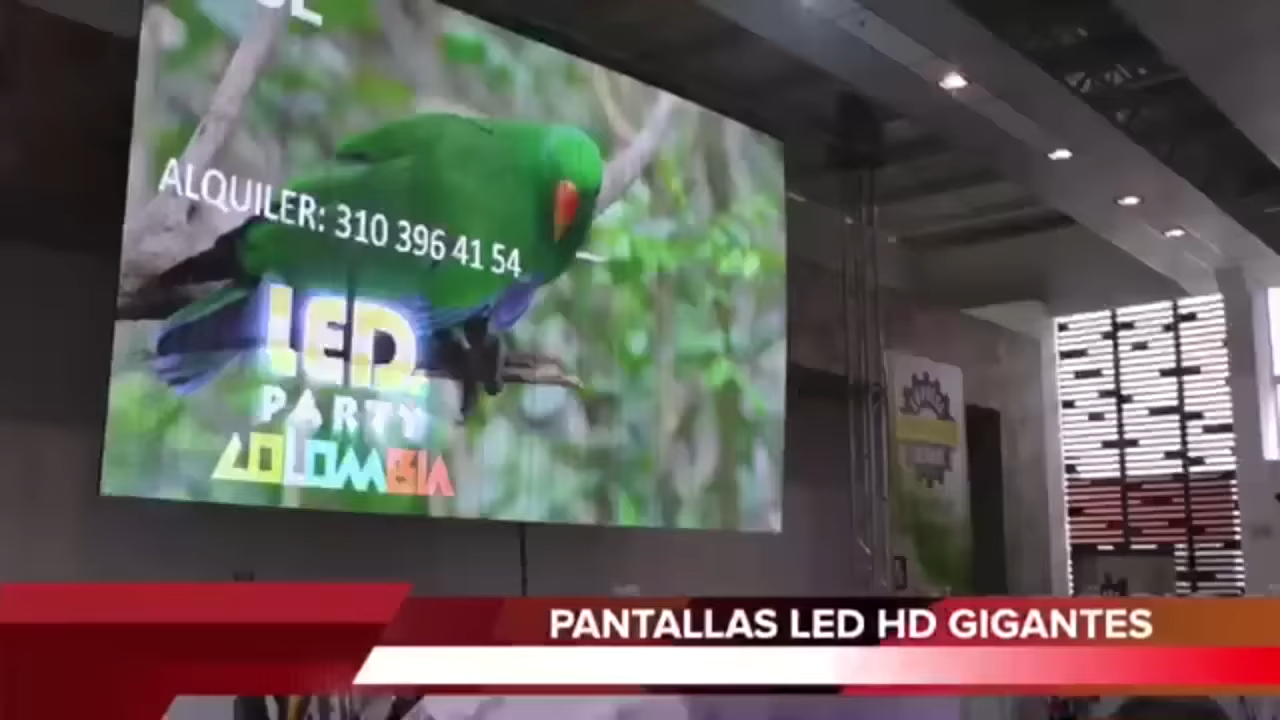 ALQUILER: 310 396 41 54
LED
PARTY
COLOMBIA
PANTALLAS LED HD GIGANTES